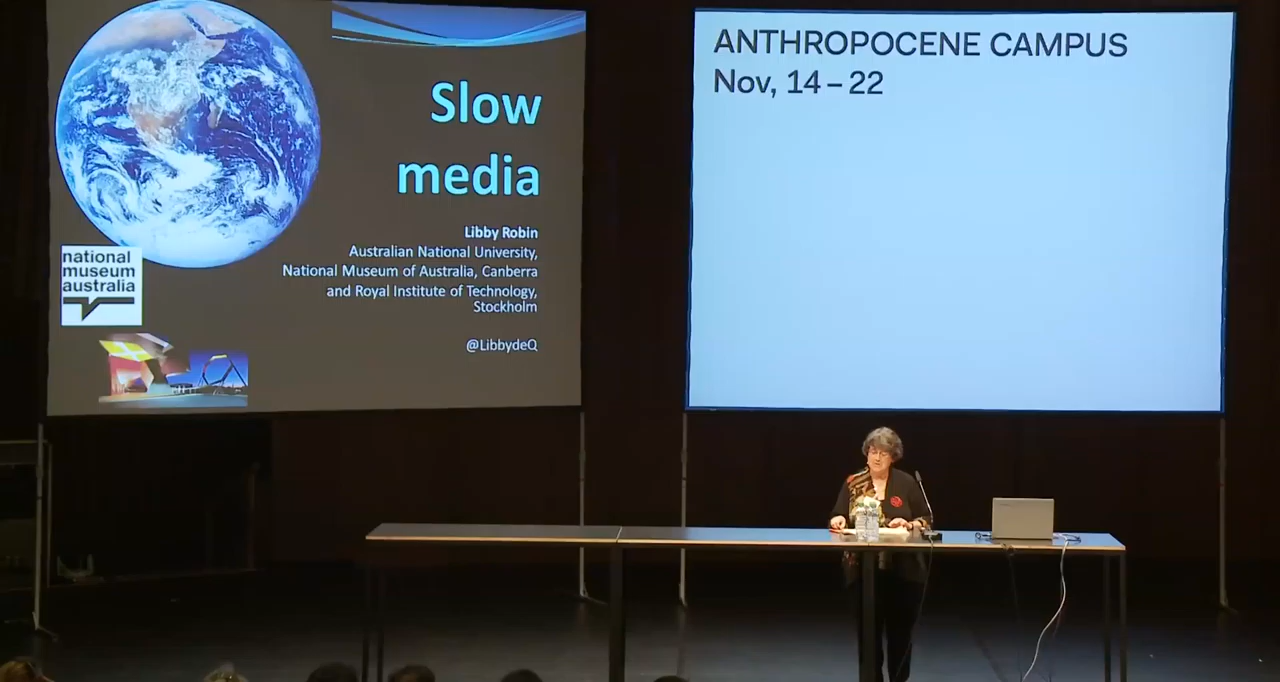 Slow
media
Libby Robin
Australian National University,
National Museum of Australia, Canberra
and Royal Institute of Technology,
Stockholm
@LibbydeQ
national
museum
australia
ANTHROPOCENE CAMPUS
Nov, 14 – 22